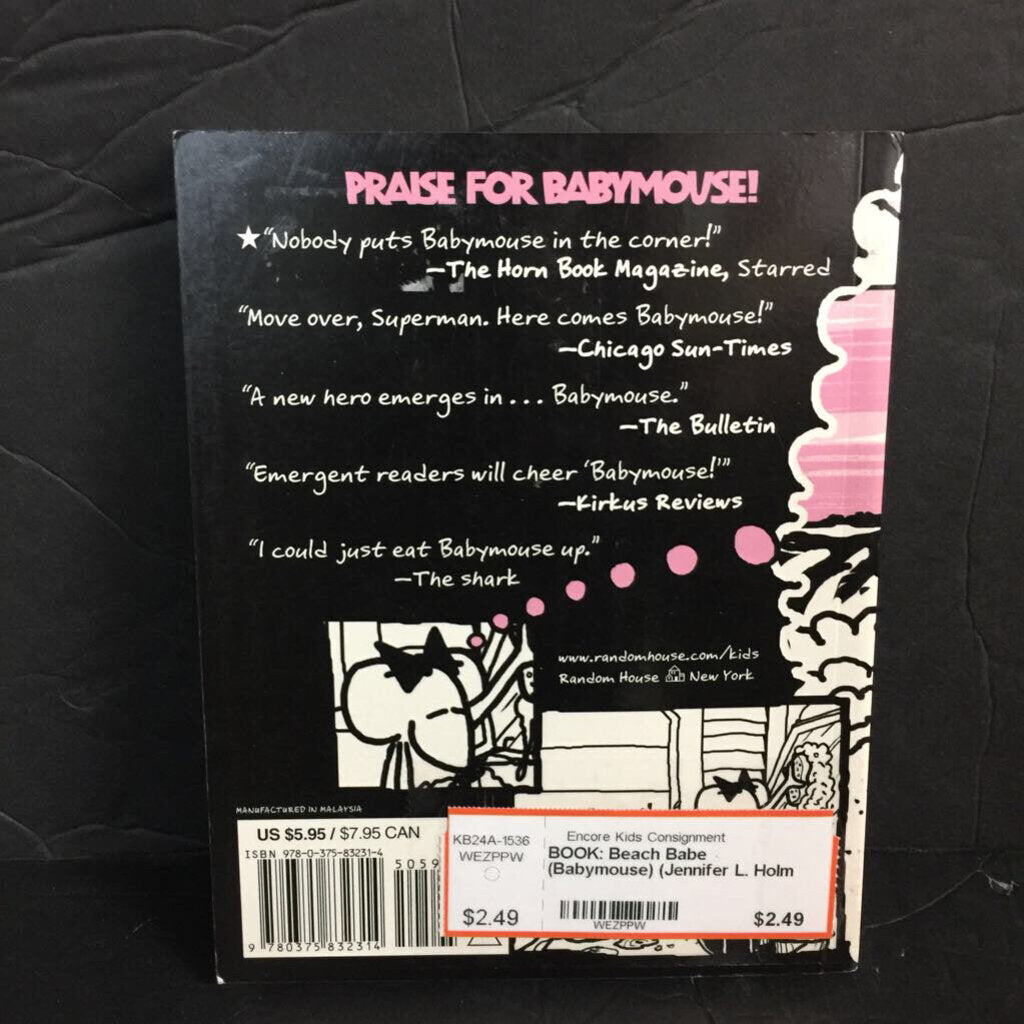 PRAISE FOR BABYMOUSE!
★“Nobody puts Babymouse in the corner!”
—The Horn Book Magazine, Starred
“Move over, Superman. Here comes Babymouse!”
—Chicago Sun-Times
“A new hero emerges in... Babymouse.”
—The Bulletin
“Emergent readers will cheer ‘Babymouse!’”
—Kirkus Reviews
“I could just eat Babymouse up.”
—The shark
www.randomhouse.com/kids
Random House New York
MANUFACTURED IN MALAYSIA
US $5.95 / $7.95 CAN
ISBN 978-0-375-83231-4
5059
9 780375 832314
KB24A-1536
WEZPPW
$2.49
Encore Kids Consignment
BOOK: Beach Babe
(Babymouse) (Jennifer L. Holm
WEZPPW
$2.49